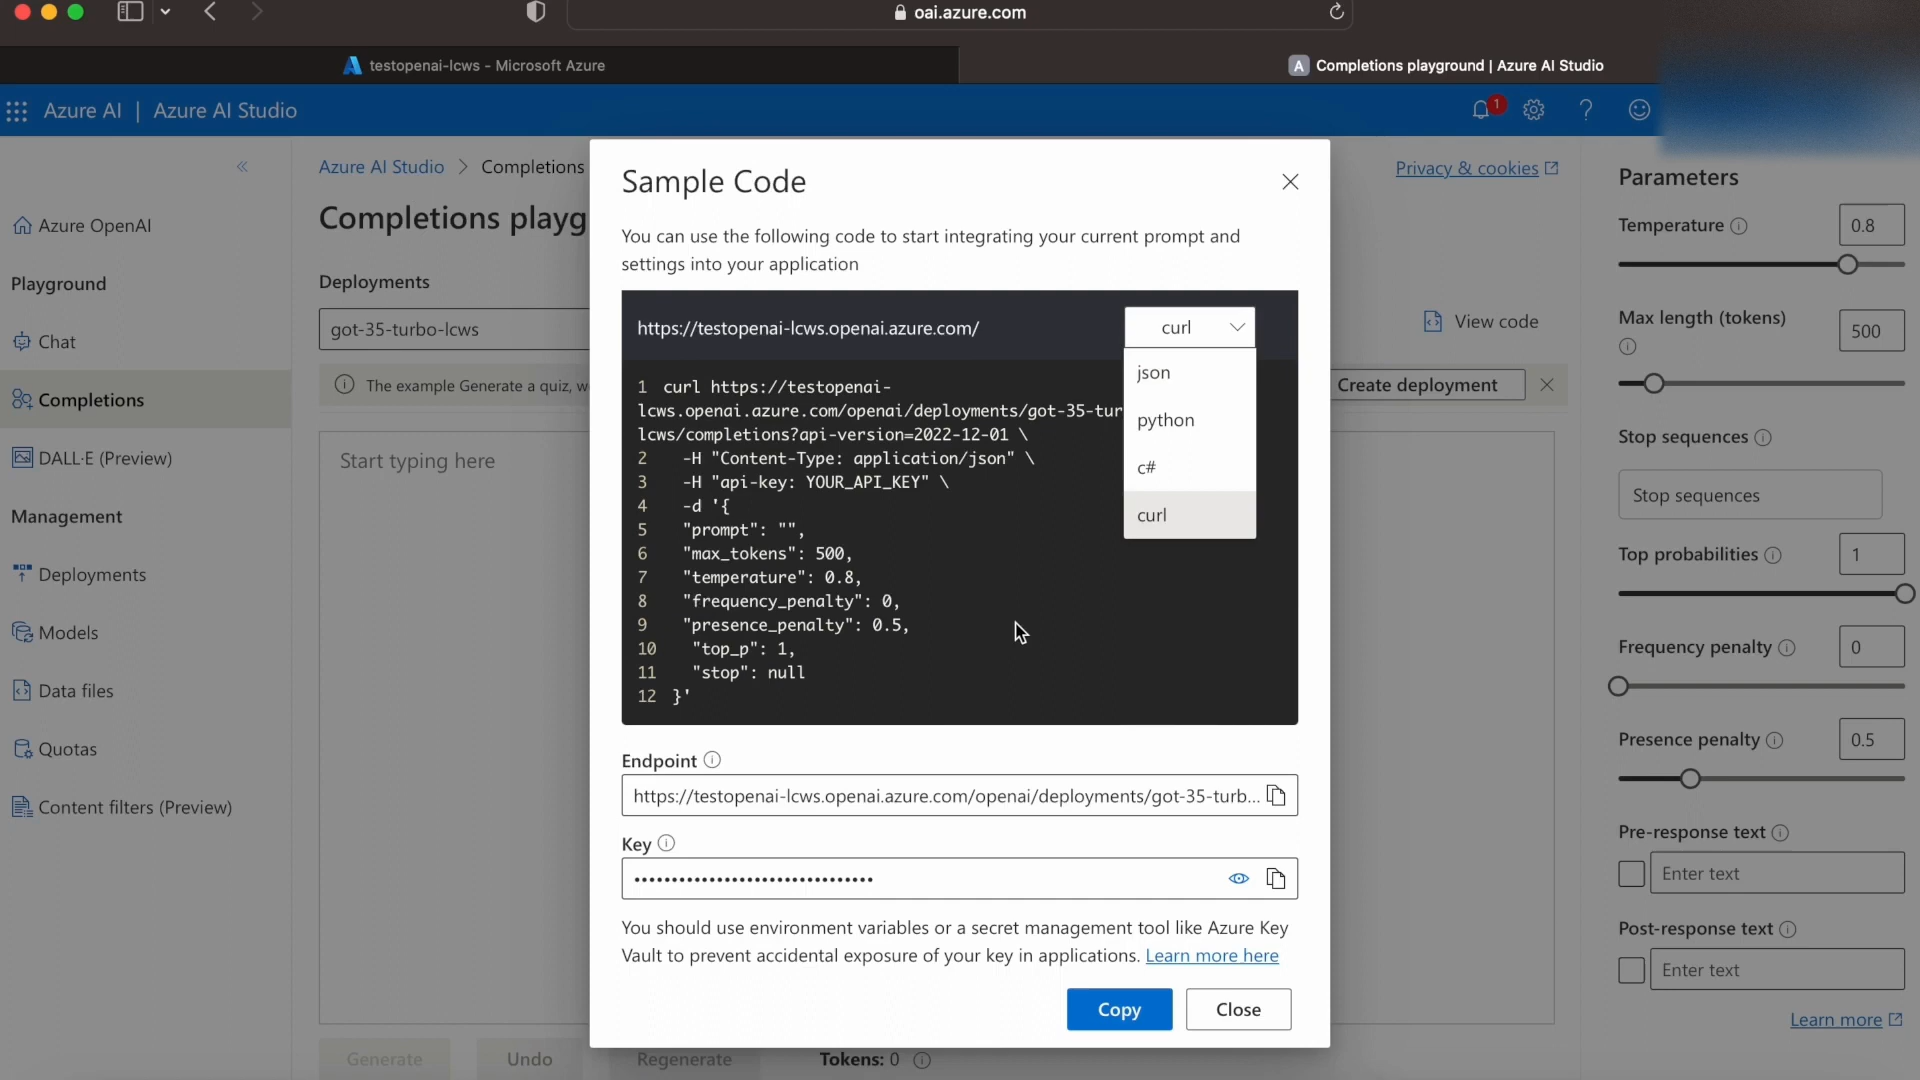 oai.azure.com
testopenai-lcws - Microsoft Azure
A Completions playground | Azure AI Studio
Azure AI | Azure AI Studio
1
Azure AI Studio > Completions
Privacy & cookies
Completions playg
Azure OpenAI
Playground
Chat
Completions
DALL·E (Preview)
Management
Deployments
Models
Data files
Quotas
Content filters (Preview)
Deployments
got-35-turbo-lcws
View code
The example Generate a quiz, w
Create deployment
Start typing here
Generate
Undo
Regenerate
Tokens: 0
Sample Code
You can use the following code to start integrating your current prompt and
settings into your application
https://testopenai-lcws.openai.azure.com/
curl
json
python
c#
curl
1 curl https://testopenai-
lcws.openai.azure.com/openai/deployments/got-35-tur
lcws/completions?api-version=2022-12-01 \
2 -H "Content-Type: application/json" \
3 -H "api-key: YOUR_API_KEY" \
4 -d '{
5 "prompt": "",
6 "max_tokens": 500,
7 "temperature": 0.8,
8 "frequency_penalty": 0,
9 "presence_penalty": 0.5,
10 "top_p": 1,
11 "stop": null
12 }'
Endpoint
https://testopenai-lcws.openai.azure.com/openai/deployments/got-35-turb...
Key
••••••••••••••••••••••••••••••••
You should use environment variables or a secret management tool like Azure Key
Vault to prevent accidental exposure of your key in applications. Learn more here
Copy
Close
Parameters
Temperature
0.8
Max length (tokens)
500
Stop sequences
Stop sequences
Top probabilities
1
Frequency penalty
0
Presence penalty
0.5
Pre-response text
Enter text
Post-response text
Enter text
Learn more